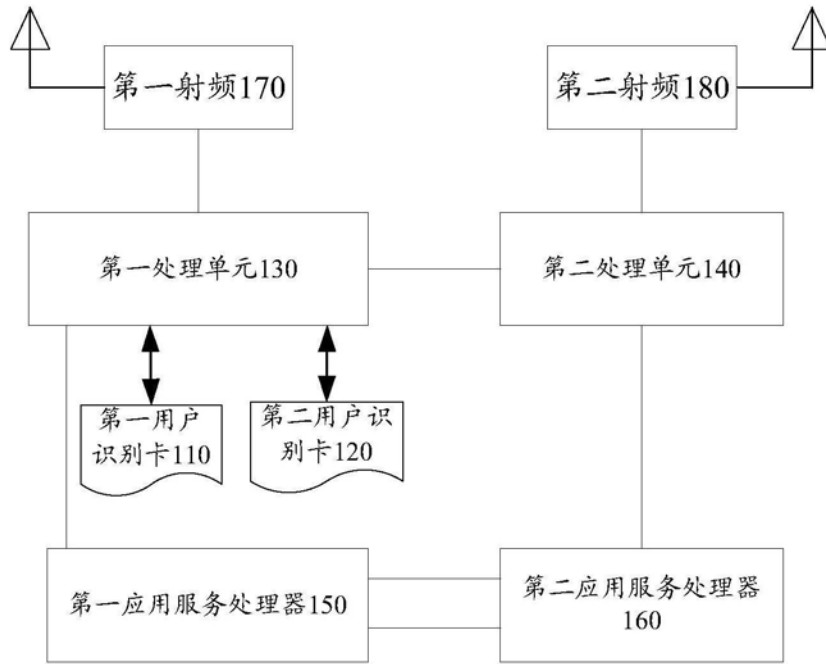 第一射频170
第二射频180
第一处理单元130
第二处理单元140
第一用户
识别卡110
第二用户识
别卡120
第一应用服务处理器150
第二应用服务处理器
160